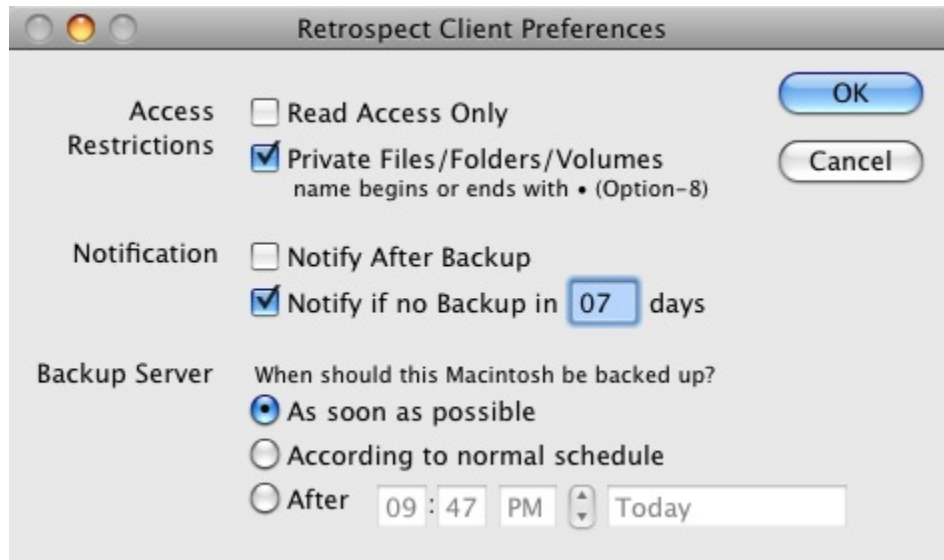 Retrospect Client Preferences
Access Restrictions
Read Access Only
OK
Private Files/Folders/Volumes
name begins or ends with • (Option-8)
Cancel
Notification
Notify After Backup
Notify if no Backup in 07 days
Backup Server
When should this Macintosh be backed up?
As soon as possible
According to normal schedule
After 09 : 47 PM Today